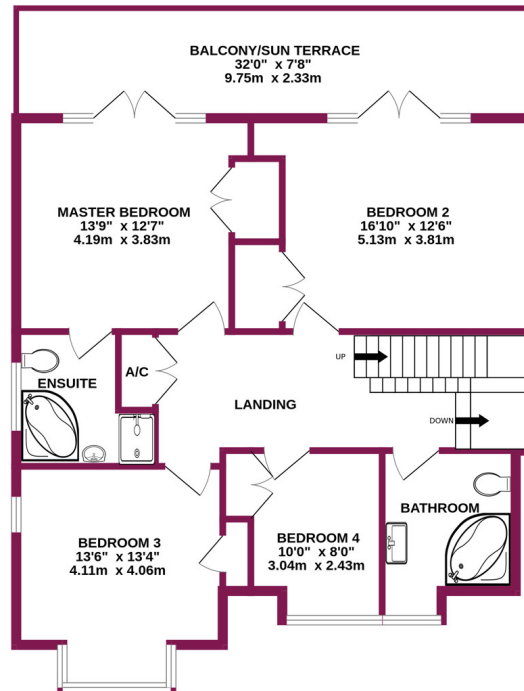 BALCONY/SUN TERRACE
32'0" x 7'8"
9.75m x 2.33m
MASTER BEDROOM
13'9" x 12'7"
4.19m x 3.83m
BEDROOM 2
16'10" x 12'6"
5.13m x 3.81m
UP
ENSUITE
A/C
LANDING
DOWN
BEDROOM 3
13'6" x 13'4"
4.11m x 4.06m
BEDROOM 4
10'0" x 8'0"
3.04m x 2.43m
BATHROOM